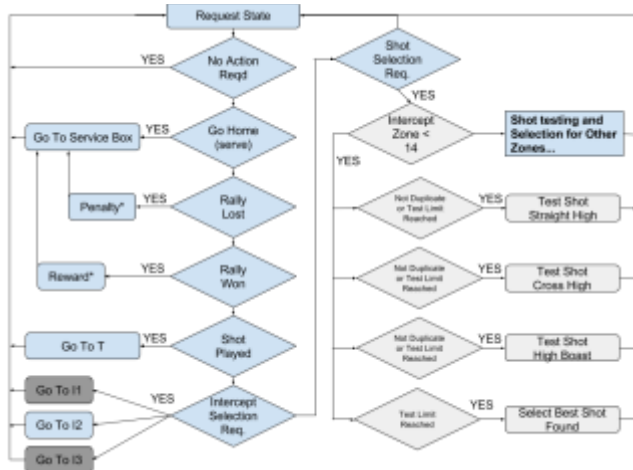 Request State
YES
No Action
Reqd
Go To Service Box
YES
Go Home
(serve)
Penalty*
YES
Rally
Lost
Reward*
YES
Rally
Won
Go To T
YES
Shot
Played
Go To I1
YES
Go To I2
Intercept
Selection
Req.
Go To I3
Shot
Selection
Req.
YES
Intercept
Zone <
14
Shot testing and
Selection for Other
Zones...
YES
Not Duplicate
or Test Limit
Reached
YES
Test Shot
Straight High
Not Duplicate
or Test Limit
Reached
YES
Test Shot
Cross High
Not Duplicate
or Test Limit
Reached
YES
Test Shot
High Boast
Test Limit
Reached
YES
Select Best Shot
Found